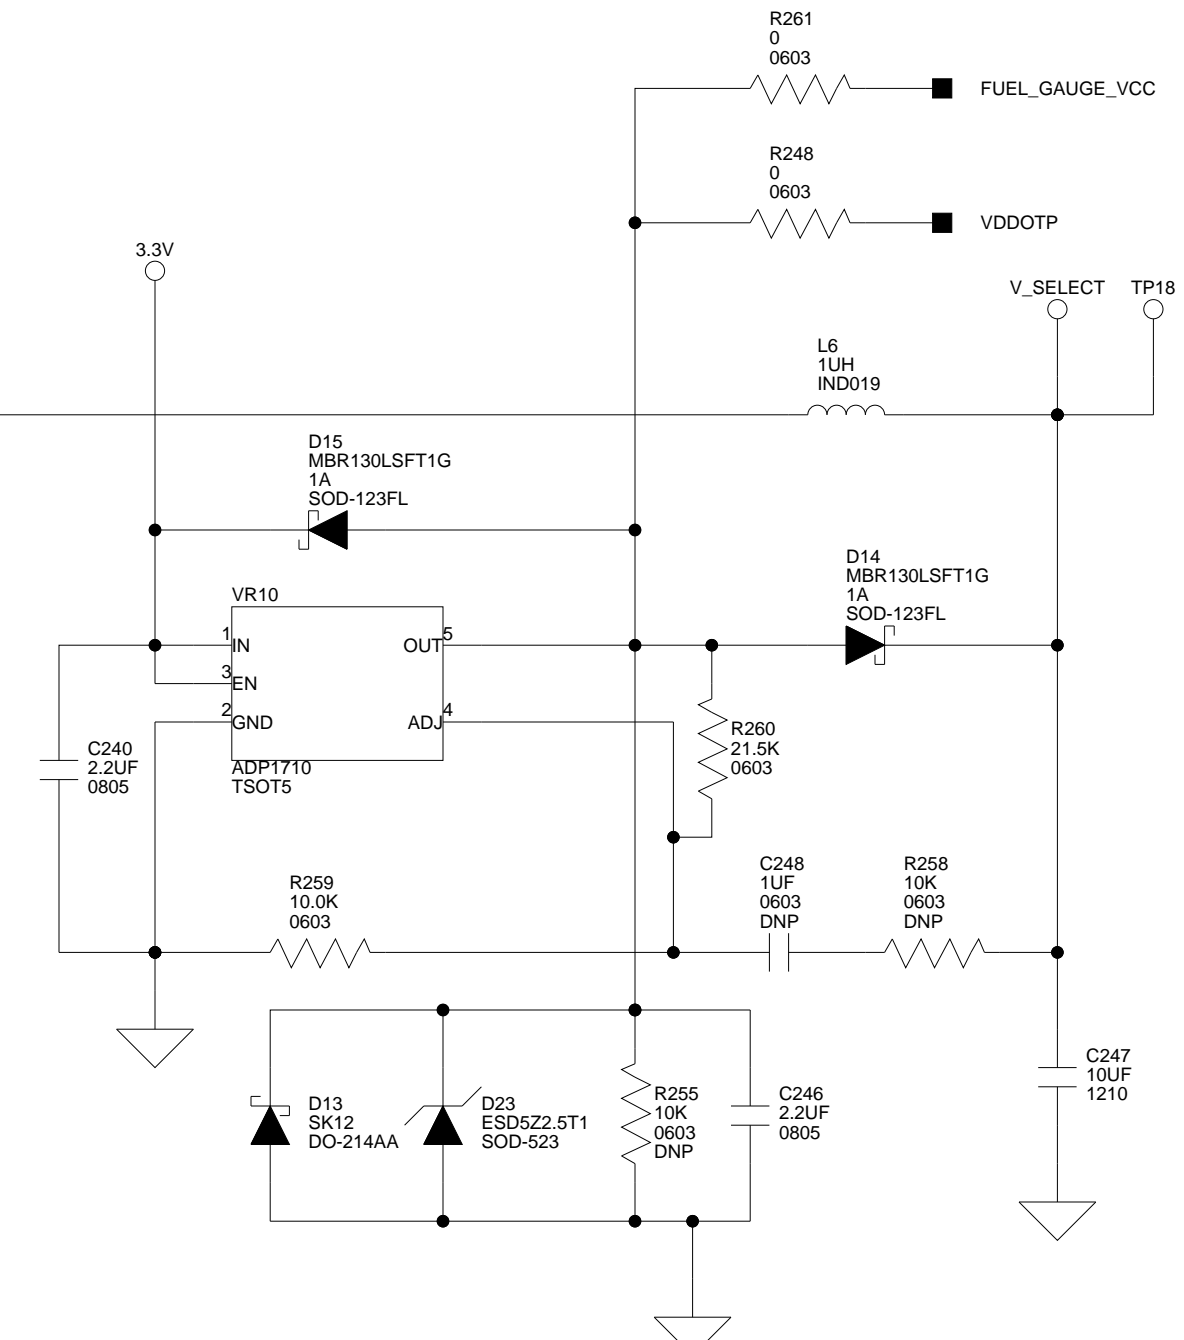 R261
0
0603
FUEL_GAUGE_VCC
R248
0
0603
VDDOTP
3.3V
V_SELECT
TP18
L6
1UH
IND019
D15
MBR130LSFT1G
1A
SOD-123FL
D14
MBR130LSFT1G
1A
SOD-123FL
VR10
1
IN
OUT
5
3
EN
2
GND
ADJ
4
ADP1710
TSOT5
R260
21.5K
0603
C240
2.2UF
0805
R259
10.0K
0603
C248
1UF
0603
DNP
R258
10K
0603
DNP
C247
10UF
1210
D13
SK12
DO-214AA
D23
ESD5Z2.5T1
SOD-523
R255
10K
0603
DNP
C246
2.2UF
0805